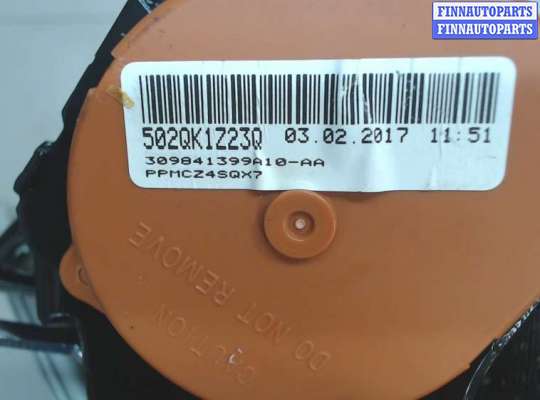 FINNAUTOPARTS
FINNAUTOPARTS
502QK1Z23Q 03.02.2017 11:51
309841399A10-AA
PPMCZ4SQX7
CAUTION
DO NOT REMOVE